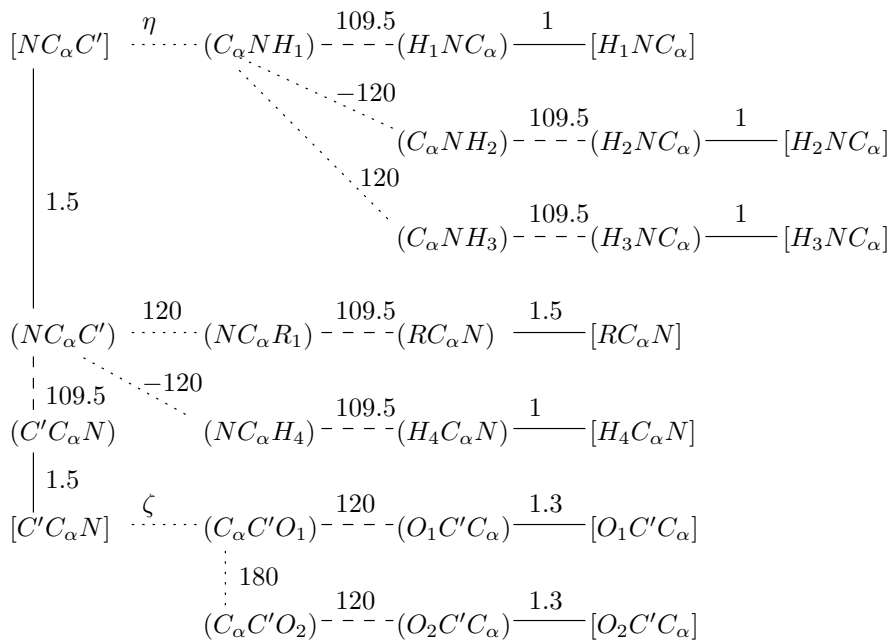 [NC_αC'] η (C_αNH_1) 109.5 (H_1NC_α) 1 [H_1NC_α]
−120
(C_αNH_2) 109.5 (H_2NC_α) 1 [H_2NC_α]
120
1.5
(C_αNH_3) 109.5 (H_3NC_α) 1 [H_3NC_α]
(NC_αC') 120 (NC_αR_1) 109.5 (RC_αN) 1.5 [RC_αN]
−120
109.5
(C'C_αN) (NC_αH_4) 109.5 (H_4C_αN) 1 [H_4C_αN]
1.5
[C'C_αN] ζ (C_αC'O_1) 120 (O_1C'C_α) 1.3 [O_1C'C_α]
180
(C_αC'O_2) 120 (O_2C'C_α) 1.3 [O_2C'C_α]